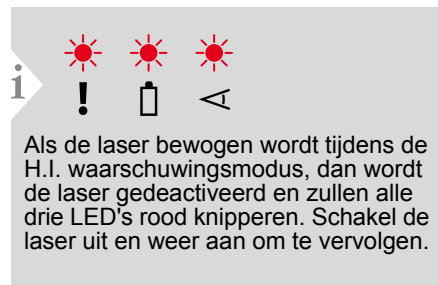 i
!
Als de laser bewogen wordt tijdens de
H.I. waarschuwingsmodus, dan wordt
de laser gedeactiveerd en zullen alle
drie LED's rood knipperen. Schakel de
laser uit en weer aan om te vervolgen.